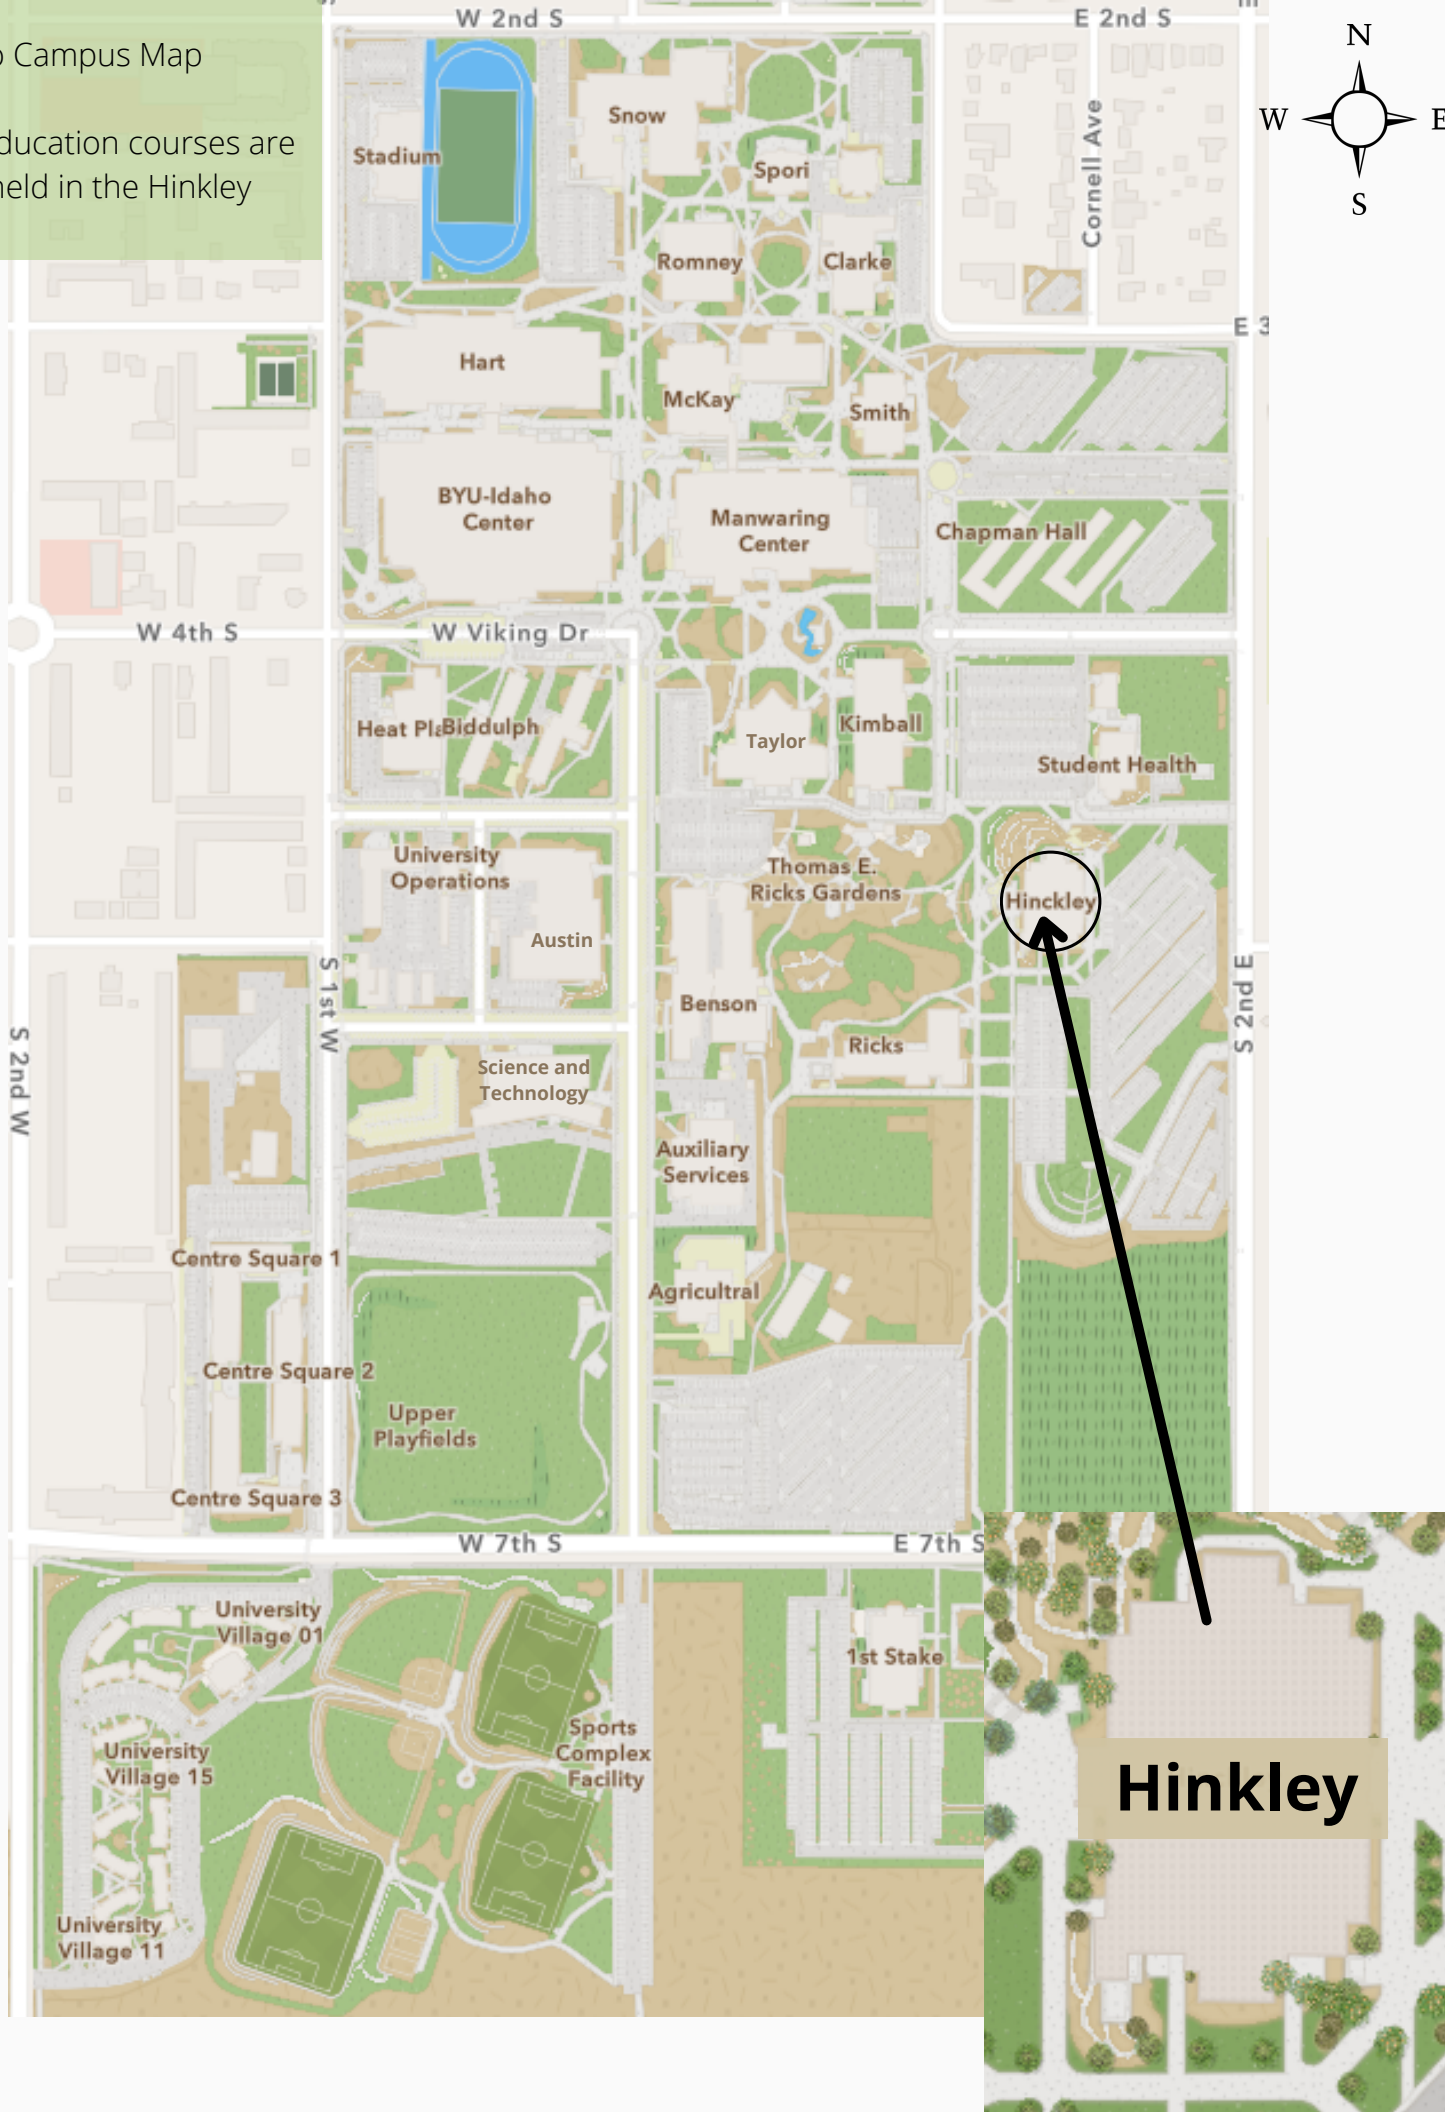 W 2nd S
E 2nd S
Campus Map
courses are
in the Hinkley
N
W
E
S
Cornell Ave
Stadium
Snow
Spori
Romney
Clarke
E 3
Hart
McKay
Smith
BYU-Idaho
Center
Manwaring
Center
Chapman Hall
W 4th S
W Viking Dr
Heat Pla
Biddulph
Taylor
Kimball
Student Health
University
Operations
Thomas E.
Ricks Gardens
Hinckley
Austin
S 1st W
S 2nd E
S 2nd W
Benson
Ricks
Science and
Technology
Auxiliary
Services
Centre Square 1
Agricultral
Centre Square 2
Upper
Playfields
Centre Square 3
W 7th S
E 7th S
University
Village 01
1st Stake
Sports
Complex
Facility
University
Village 15
Hinkley
University
Village 11